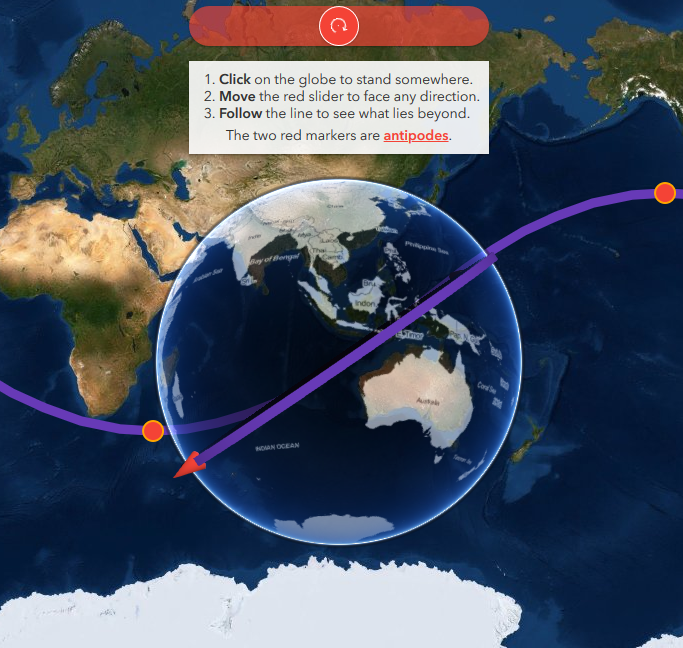 1. Click on the globe to stand somewhere.
2. Move the red slider to face any direction.
3. Follow the line to see what lies beyond.
The two red markers are antipodes.
China
Philippine Sea
Bay of Bengal
Arabian Sea
Bru
Indon
E.Timor
Coral Sea
Australia
INDIAN OCEAN